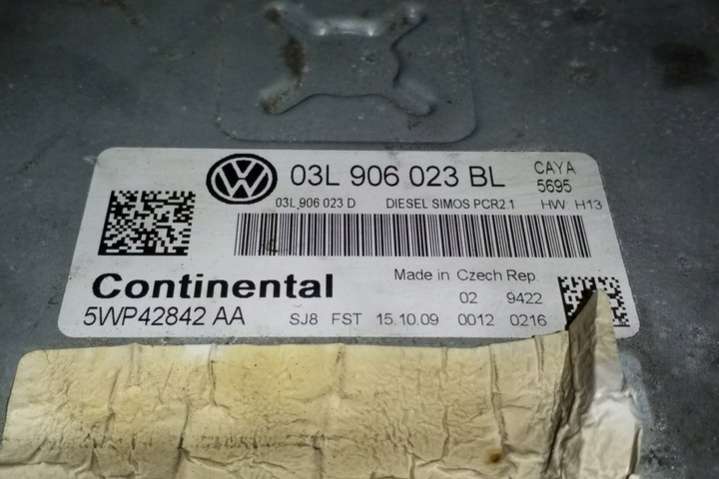 VW 03L 906 023 BL CAYA
5695
03L 906 023 D DIESEL SIMOS PCR2.1 HW H13
Continental Made in Czech Rep
02 9422
5WP42842 AA SJ8 FST 15.10.09 0012 0216